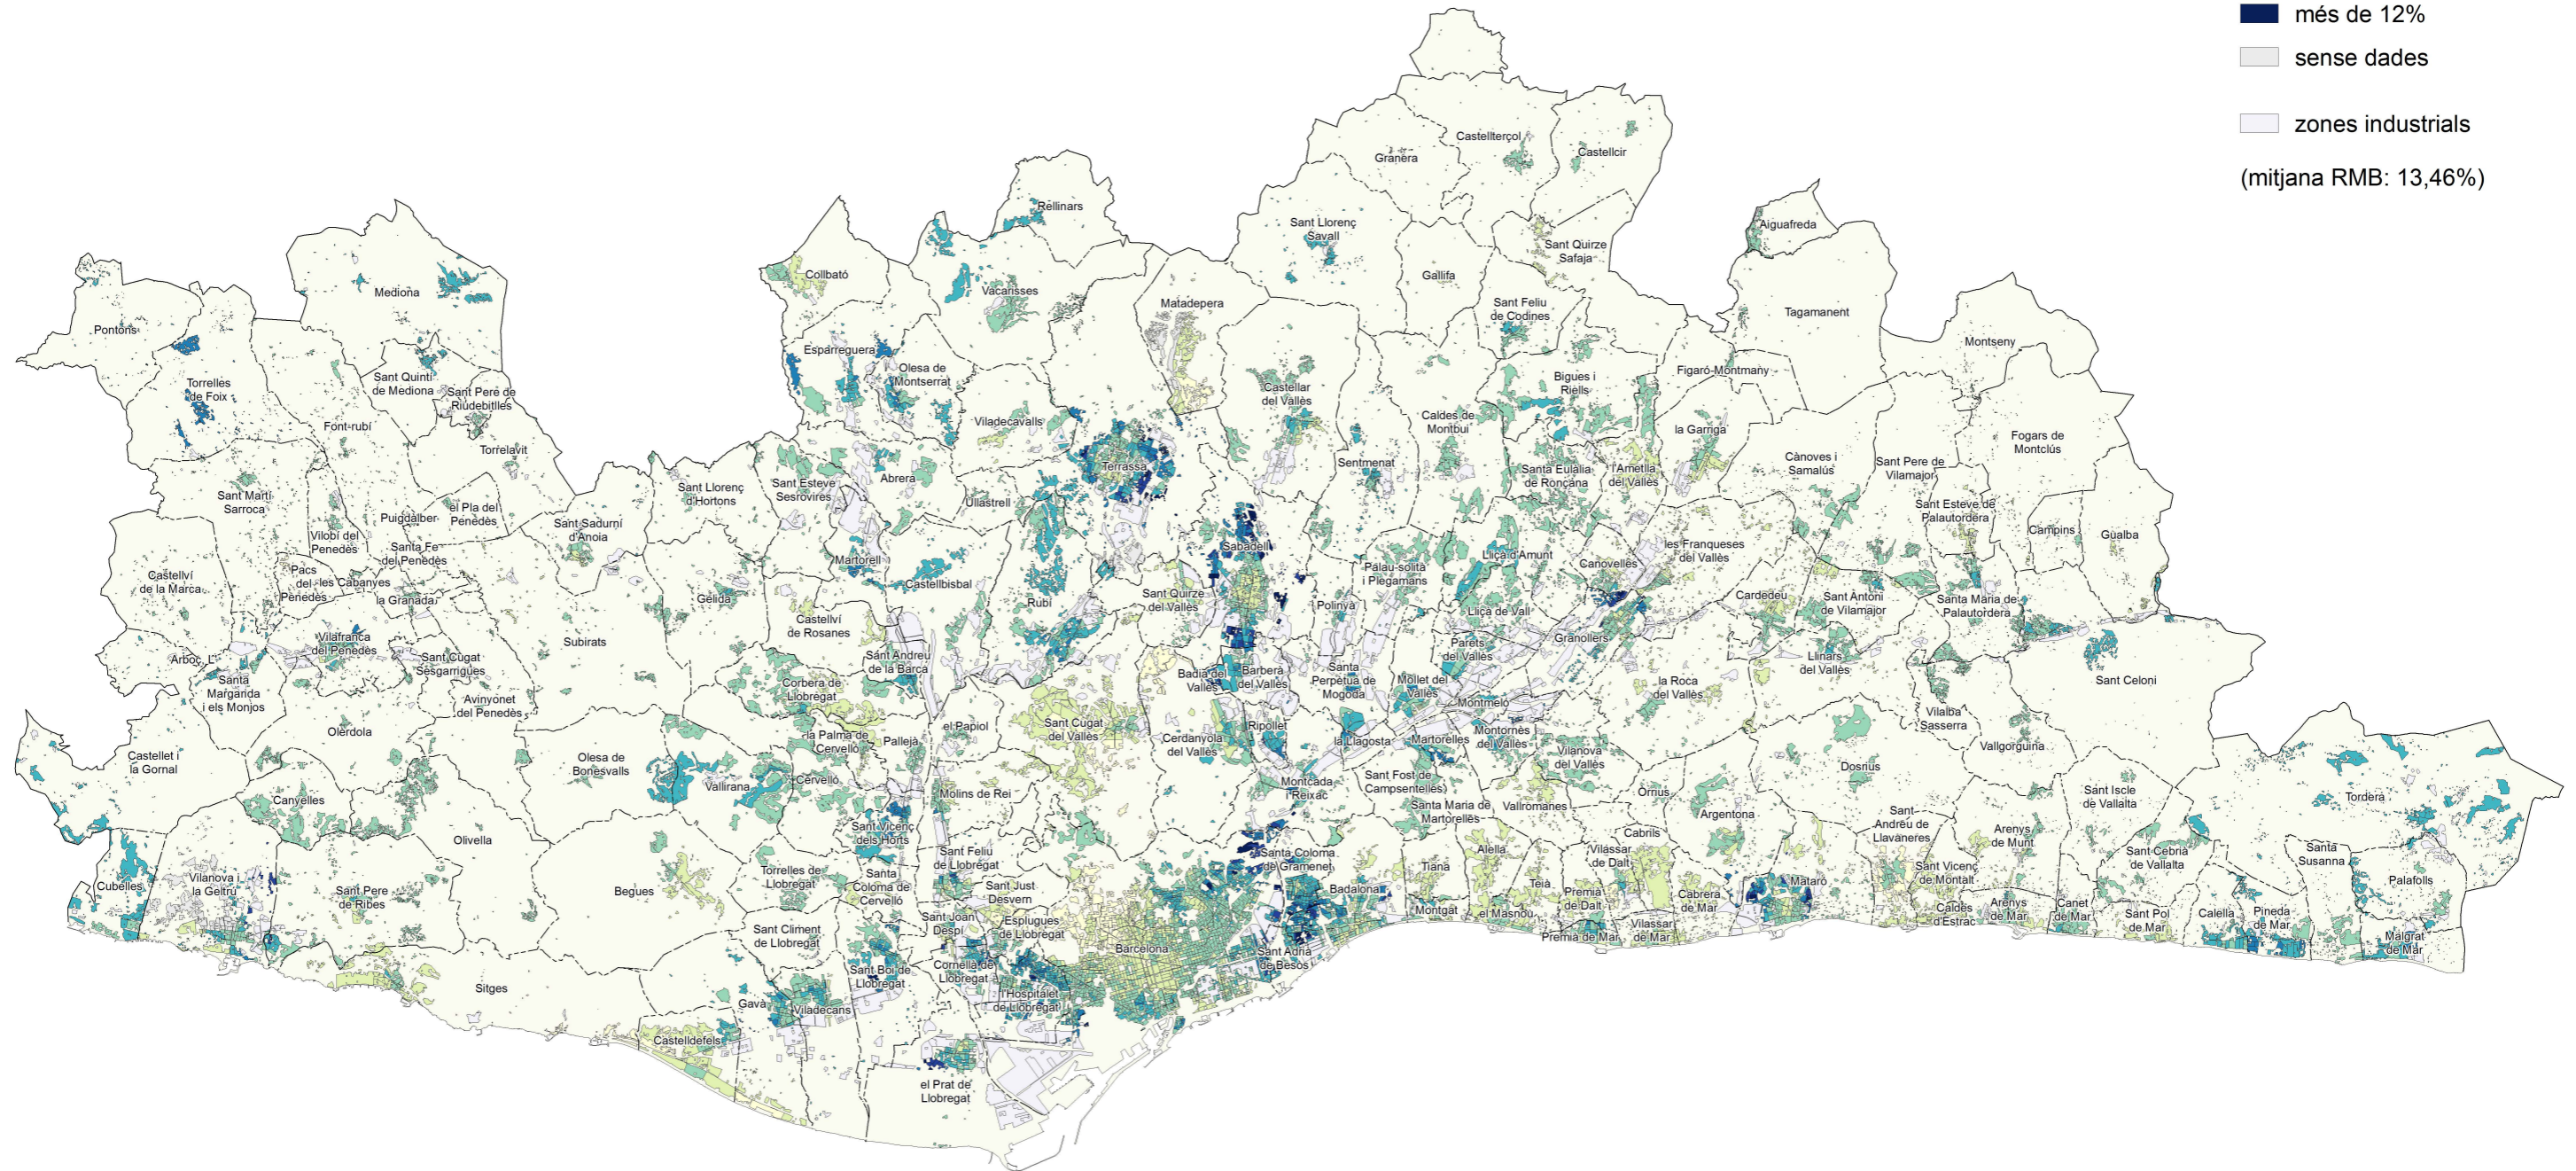 més de 12%
sense dades
zones industrials
(mitjana RMB: 13,46%)
Castellterçol
Granera
Castellcir
Rellinars
Sant Llorenç
Savall
Aiguafreda
Sant Quirze
Safaja
Collbató
Gallifa
Mediona
Vacarisses
Matadepera
Sant Feliu
de Codines
Tagamanent
Pontons
Montseny
Esparreguera
Olesa de
Montserrat
Figaró-Montmany
Torrelles
de Foix
Sant Quintí
de Mediona
Sant Pere de
Riudebitlles
Castellar
del Vallès
Bigues i
Riells
Font-rubí
Viladecavalls
Caldes de
Montbui
la Garriga
Fogars de
Montclús
Torrelavit
Terrassa
Sentmenat
Santa Eulàlia
de Ronçana
l'Ametlla
del Vallès
Cànoves i
Samalús
Sant Pere de
Vilamajor
Sant Martí
Sarroca
Sant Llorenç
d'Hortons
Sant Esteve
Sesrovires
Abrera
Ullastrell
Puigdàlber
el Pla del
Penedès
Sant Sadurní
d'Anoia
Sant Esteve de
Palautordera
Campins
Gualba
Vilobí del
Penedès
Santa Fe
del Penedès
Sabadell
Martorell
Lliçà d'Amunt
les Franqueses
del Vallès
Canovelles
Castellví
de la Marca
Pacs
del
Penedès
les Cabanyes
la Granada
Castellbisbal
Palau-solità
i Plegamans
Gelida
Rubí
Sant Quirze
del Vallès
Polinyà
Lliçà de Vall
Cardedeu
Sant Antoni
de Vilamajor
Santa Maria de
Palautordera
Castellví
de Rosanes
Vilafranca
del Penedès
Subirats
Granollers
Arboç, L'
Sant Cugat
Sesgarrigues
Sant Andreu
de la Barca
Parets
del Vallès
Llinars
del Vallès
Santa
Margarida
i els Monjos
Avinyonet
del Penedès
Corbera de
Llobregat
Badia del
Vallès
Barberà
del Vallès
Santa
Perpètua de
Mogoda
Mollet del
Vallès
la Roca
del Vallès
Sant Celoni
Montmeló
Olèrdola
la Palma de
Cervelló
Pallejà
el Papiol
Sant Cugat
del Vallès
Cerdanyola
del Vallès
Ripollet
la Llagosta
Martorelles
Montornès
del Vallès
Vilanova
del Vallès
Vilalba
Sasserra
Vallgorguina
Castellet i
la Gornal
Olesa de
Bonesvalls
Vallirana
Cervelló
Molins de Rei
Montcada
i Reixac
Sant Fost de
Campsentelles
Dosrius
Canyelles
Santa Maria de
Martorelles
Vallromanes
Òrrius
Argentona
Sant Iscle
de Vallalta
Tordera
Olivella
Sant Vicenç
dels Horts
Sant Feliu
de Llobregat
Santa Coloma
de Gramenet
Cabrils
Sant
Andreu de
Llavaneres
Arenys
de Munt
Sant Cebrià
de Vallalta
Santa
Susanna
Cubelles
Vilanova i
la Geltrú
Sant Pere
de Ribes
Begues
Torrelles de
Llobregat
Santa
Coloma de
Cervelló
Sant Just
Desvern
Badalona
Tiana
Alella
Teià
Vilassar
de Dalt
Premià
de Dalt
Cabrera
de Mar
Mataró
Sant Vicenç
de Montalt
Palafolls
Sant Climent
de Llobregat
Sant Joan
Despí
Esplugues
de Llobregat
Barcelona
Sant Adrià
de Besòs
Montgat
el Masnou
Premià de Mar
Vilassar
de Mar
Caldes
d'Estrac
Arenys
de Mar
Canet
de Mar
Sant Pol
de Mar
Calella
Pineda
de Mar
Malgrat
de Mar
Sitges
Gavà
Viladecans
Sant Boi de
Llobregat
Cornellà de
Llobregat
l'Hospitalet
de Llobregat
Castelldefels
el Prat de
Llobregat